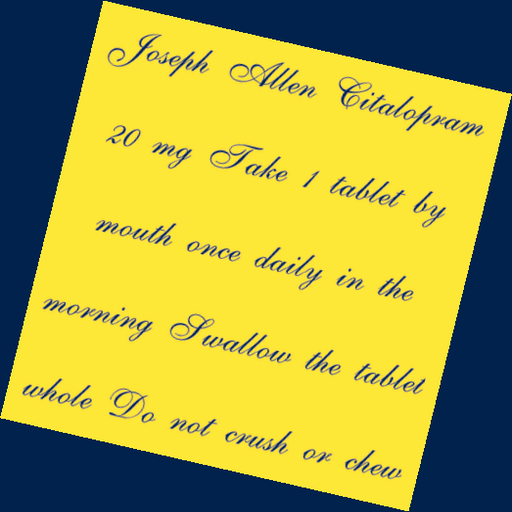 Joseph Allen Citalopram
20 mg Take 1 tablet by
mouth once daily in the
morning Swallow the tablet
whole Do not crush or chew